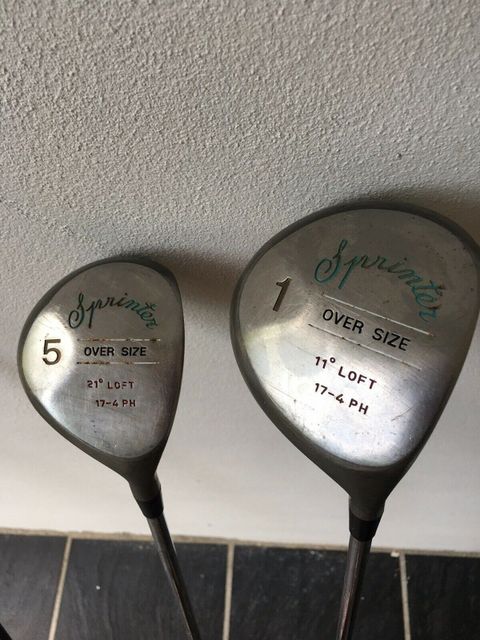 Sprinter
5
OVER SIZE
21° LOFT
17-4 PH
Sprinter
1
OVER SIZE
11° LOFT
17-4 PH